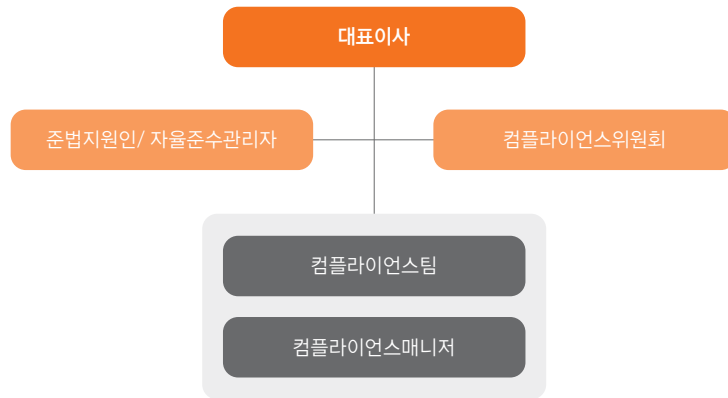 대표이사
준법지원인/ 자율준수관리자
컴플라이언스위원회
컴플라이언스팀
컴플라이언스매니저